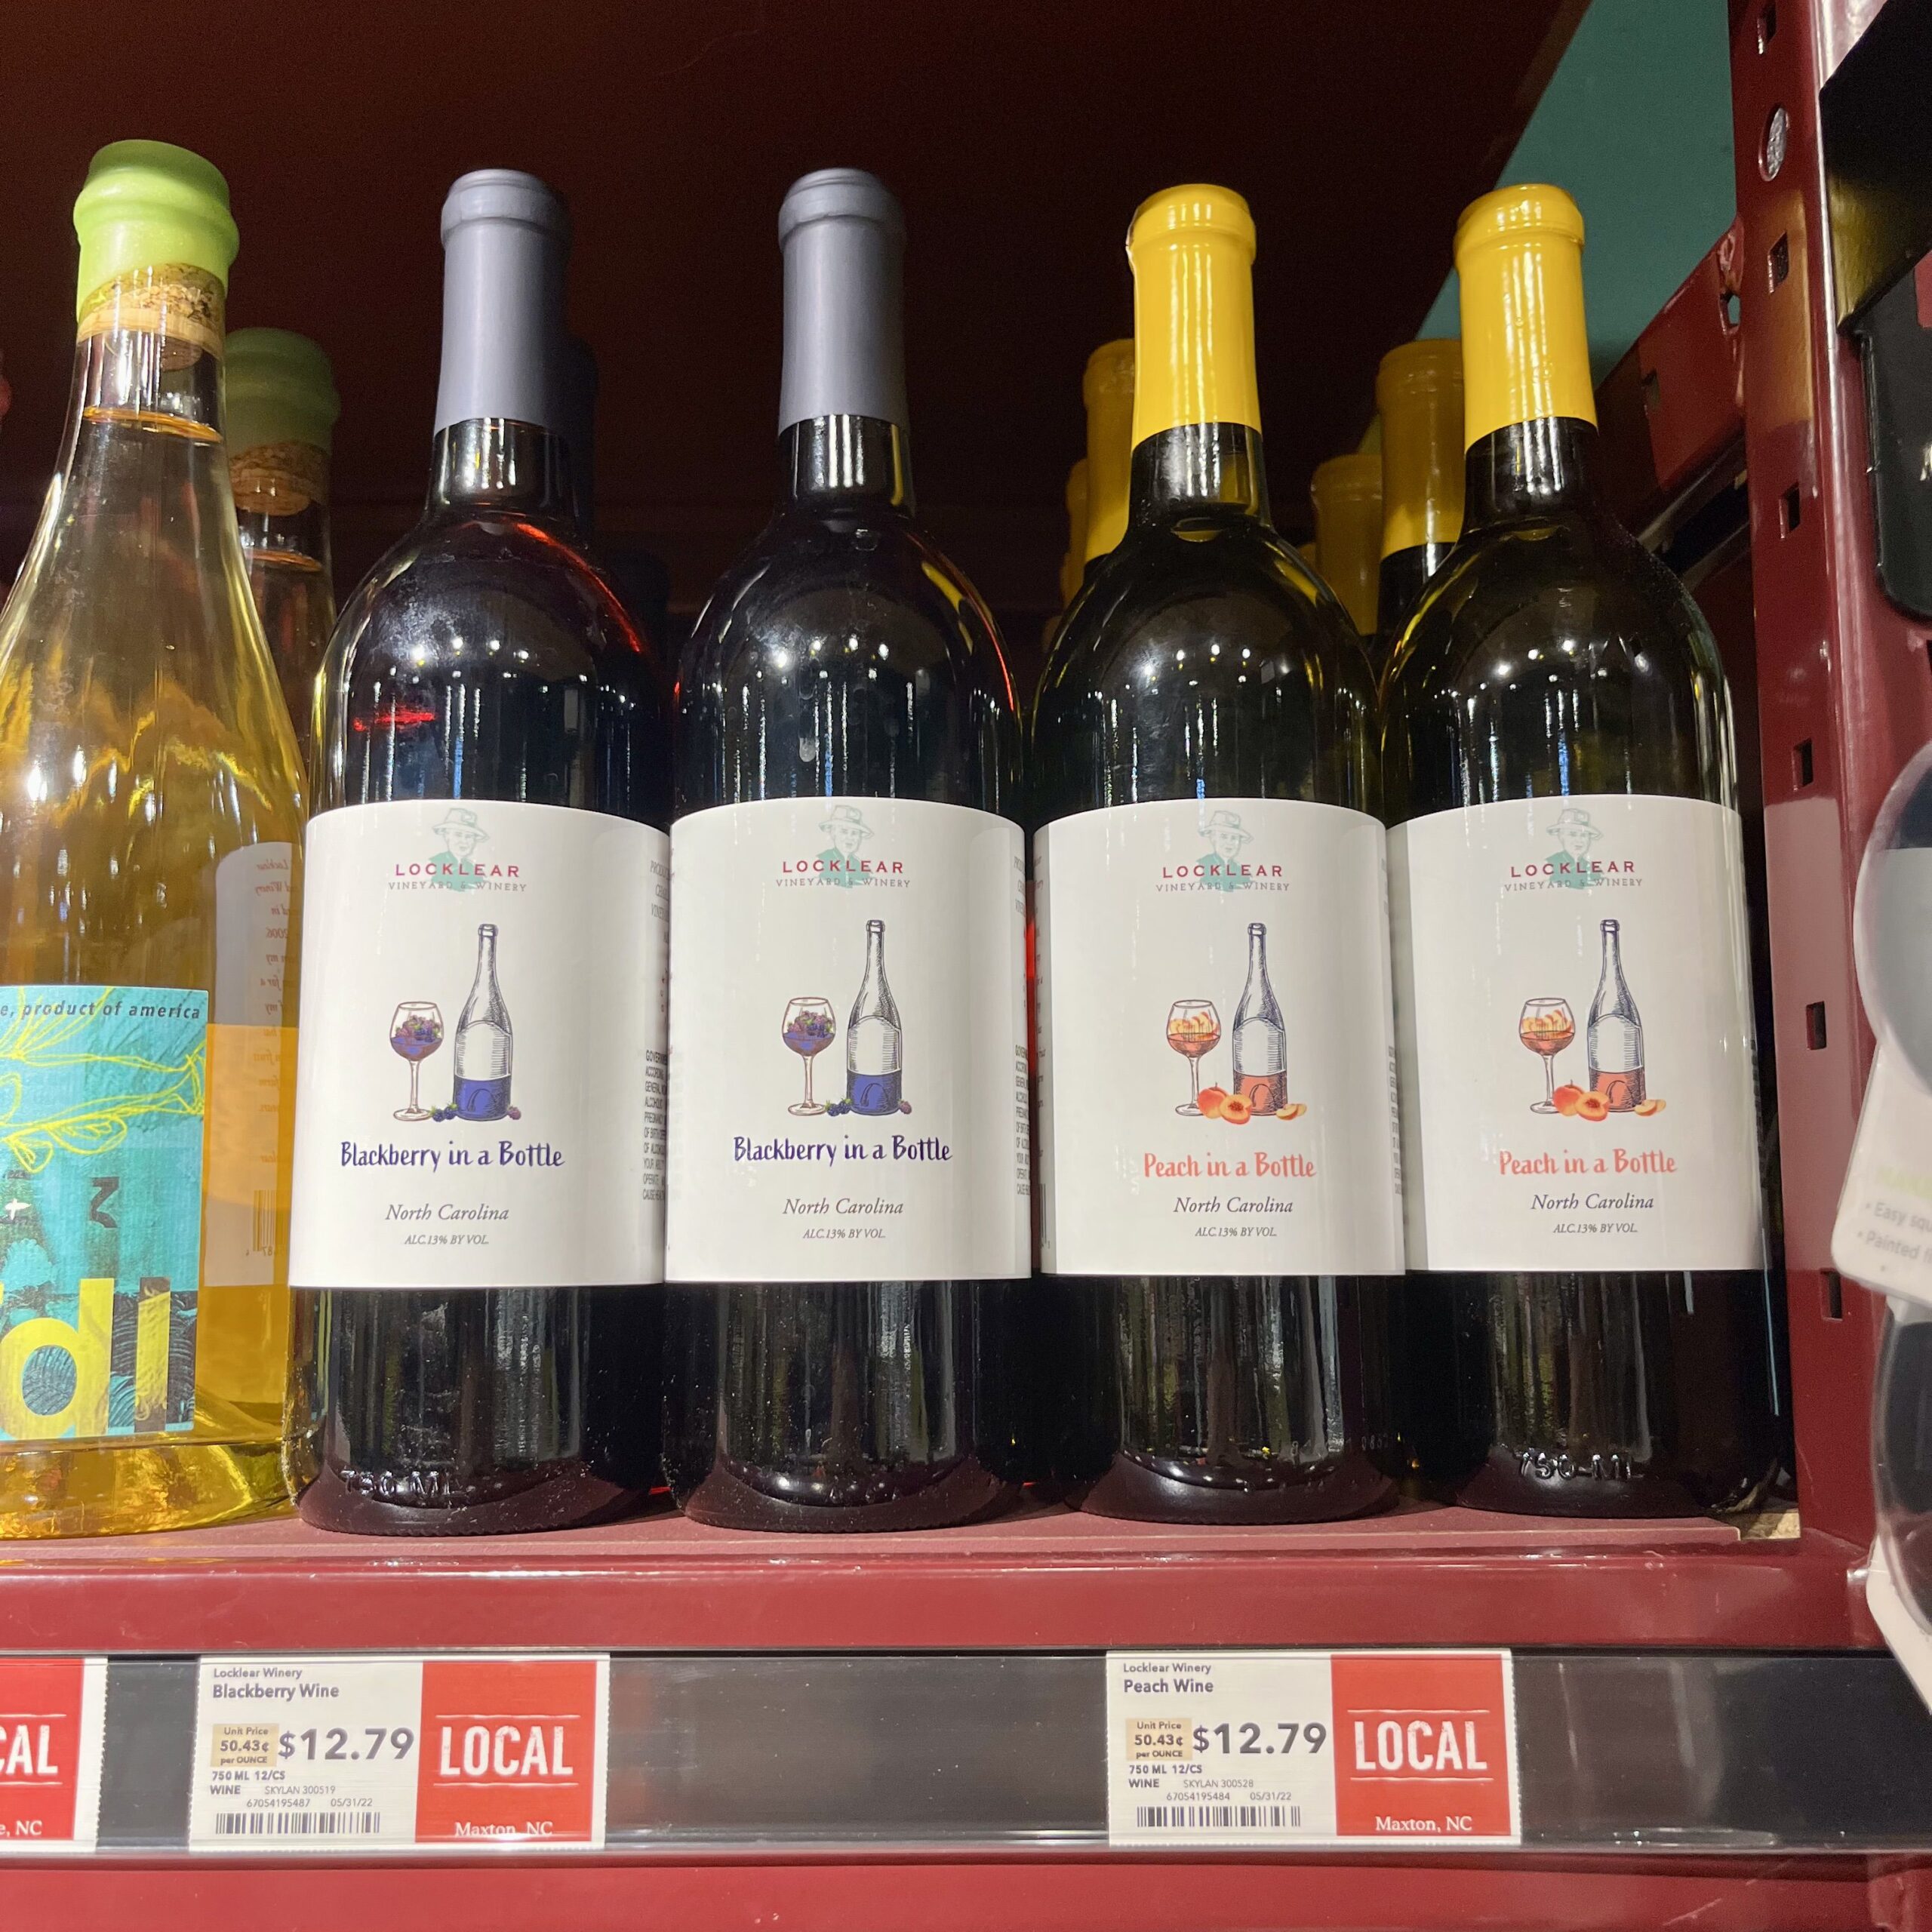 e, product of america
dl
LOCKLEAR
VINEYARD & WINERY
Blackberry in a Bottle
North Carolina
ALC.13% BY VOL.
750 ML
LOCKLEAR
VINEYARD & WINERY
Blackberry in a Bottle
North Carolina
ALC.13% BY VOL.
LOCKLEAR
VINEYARD & WINERY
Peach in a Bottle
North Carolina
ALC.13% BY VOL.
LOCKLEAR
VINEYARD & WINERY
Peach in a Bottle
North Carolina
ALC.13% BY VOL.
750 ML
• Easy
• Painted
CAL
e, NC
Locklear Winery
Blackberry Wine
Unit Price
50.43¢
per OUNCE
$12.79
750 ML 12/CS
WINE SKYLAN 300519
67054195487 05/31/22
LOCAL
Maxton, NC
Locklear Winery
Peach Wine
Unit Price
50.43¢
per OUNCE
$12.79
750 ML 12/CS
WINE SKYLAN 300528
67054195484 05/31/22
LOCAL
Maxton, NC